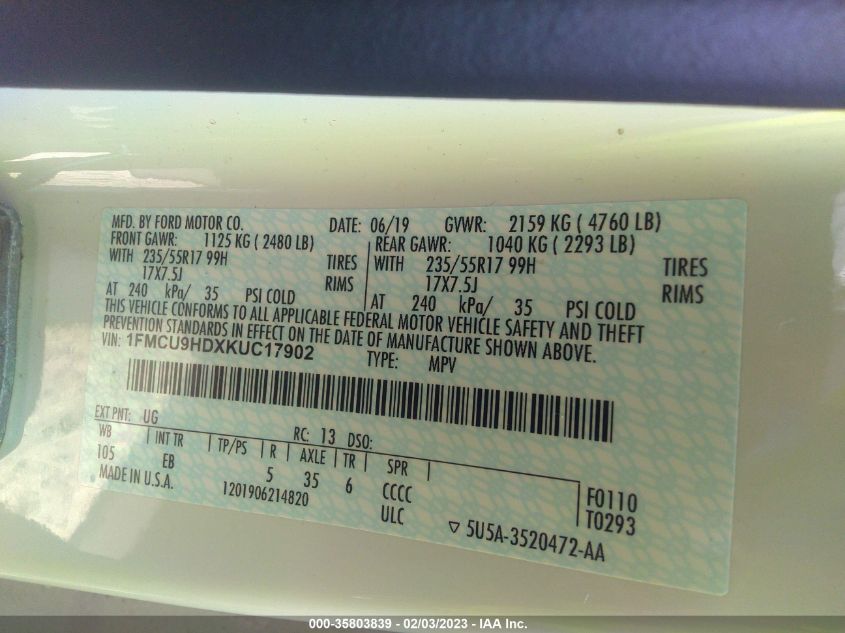 MFD. BY FORD MOTOR CO. DATE: 06/19 GVWR: 2159 KG ( 4760 LB)
FRONT GAWR: 1125 KG ( 2480 LB) REAR GAWR: 1040 KG ( 2293 LB)
WITH 235/55R17 99H TIRES WITH 235/55R17 99H TIRES
17X7.5J RIMS 17X7.5J RIMS
AT 240 kPa/ 35 PSI COLD AT 240 kPa/ 35 PSI COLD
THIS VEHICLE CONFORMS TO ALL APPLICABLE FEDERAL MOTOR VEHICLE SAFETY AND THEFT
PREVENTION STANDARDS IN EFFECT ON THE DATE OF MANUFACTURE SHOWN ABOVE.
VIN: 1FMCU9HDXKUC17902 TYPE: MPV
EXT PNT: UG RC: 13 DSO:
WB INT TR TP/PS R AXLE TR SPR
105 EB 5 35 6 CCCC F0110
MADE IN U.S.A. 1201906214820 ULC T0293
▽ 5U5A-3520472-AA
000-35803839 - 02/03/2023 - IAA Inc.